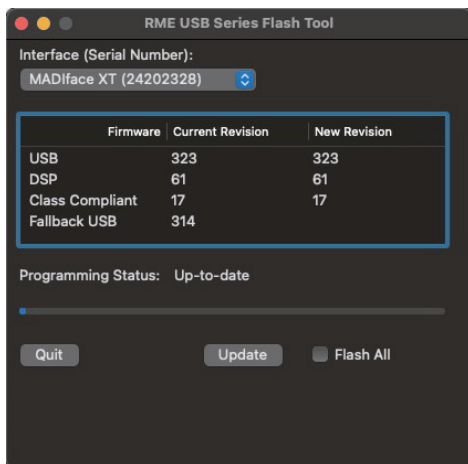 RME USB Series Flash Tool
Interface (Serial Number):
MADIface XT (24202328)
Firmware Current Revision New Revision
USB 323 323
DSP 61 61
Class Compliant 17 17
Fallback USB 314
Programming Status: Up-to-date
Quit Update Flash All